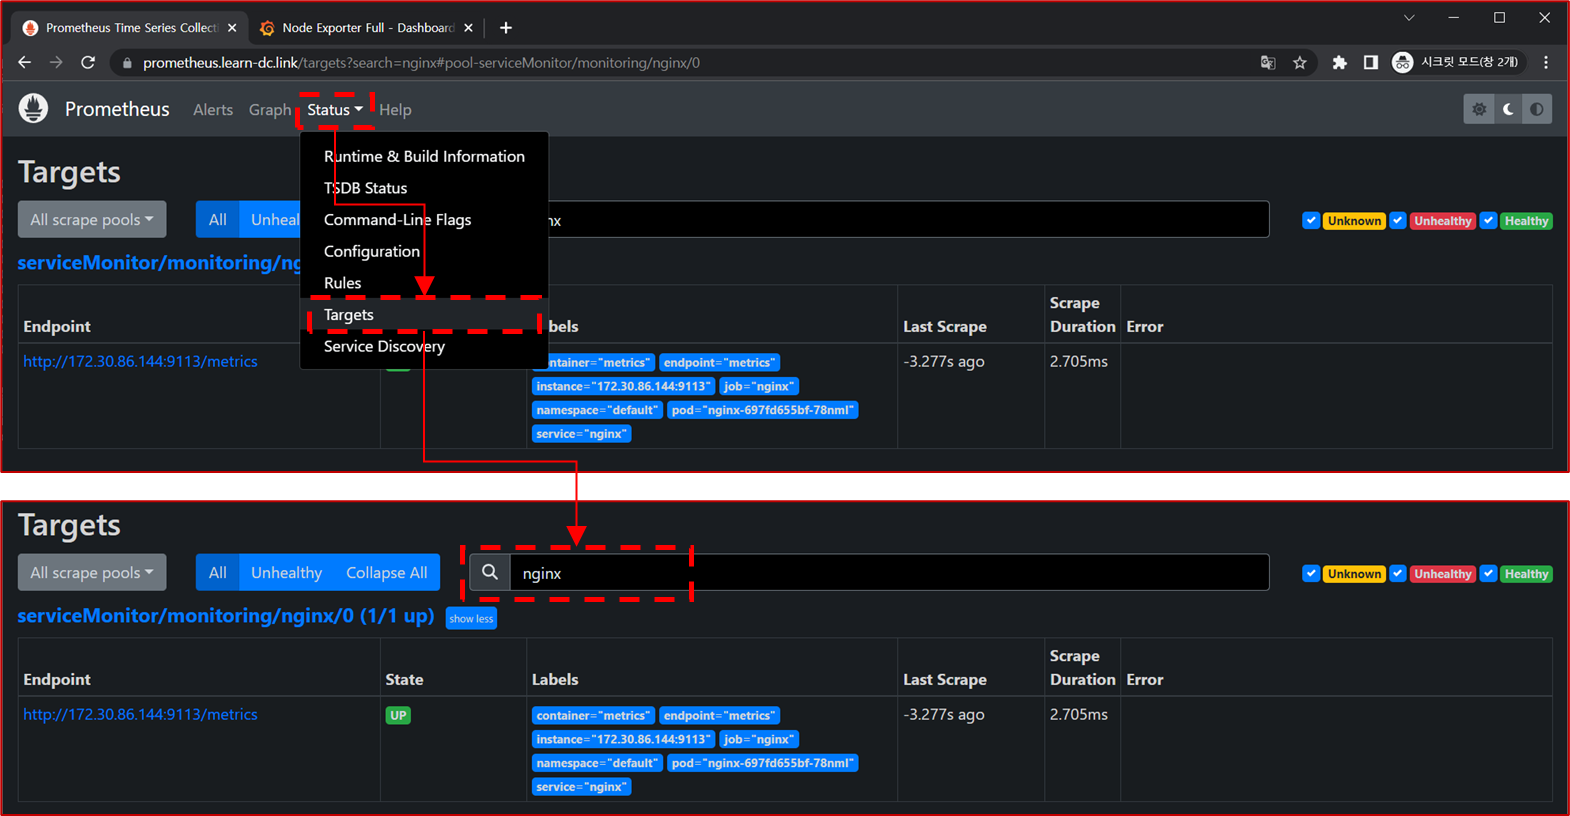 Prometheus Time Series Collecti
Node Exporter Full - Dashboard
prometheus.learn-dc.link/targets?search=nginx#pool-serviceMonitor/monitoring/nginx/0
시크릿 모드(창 2개)
Prometheus Alerts Graph Status Help
Runtime & Build Information
TSDB Status
Command-Line Flags
Configuration
Rules
Targets
Service Discovery
Targets
All scrape pools
All Unheal
nx
Unknown Unhealthy Healthy
serviceMonitor/monitoring/ng
Endpoint bels Last Scrape Scrape Duration Error
http://172.30.86.144:9113/metrics
ntainer="metrics" endpoint="metrics"
-3.277s ago 2.705ms
instance="172.30.86.144:9113" job="nginx"
namespace="default" pod="nginx-697fd655bf-78nml"
service="nginx"
Targets
All scrape pools
All Unhealthy Collapse All
nginx
Unknown Unhealthy Healthy
serviceMonitor/monitoring/nginx/0 (1/1 up) show less
Endpoint State Labels Last Scrape Scrape Duration Error
http://172.30.86.144:9113/metrics
UP
container="metrics" endpoint="metrics"
-3.277s ago 2.705ms
instance="172.30.86.144:9113" job="nginx"
namespace="default" pod="nginx-697fd655bf-78nml"
service="nginx"